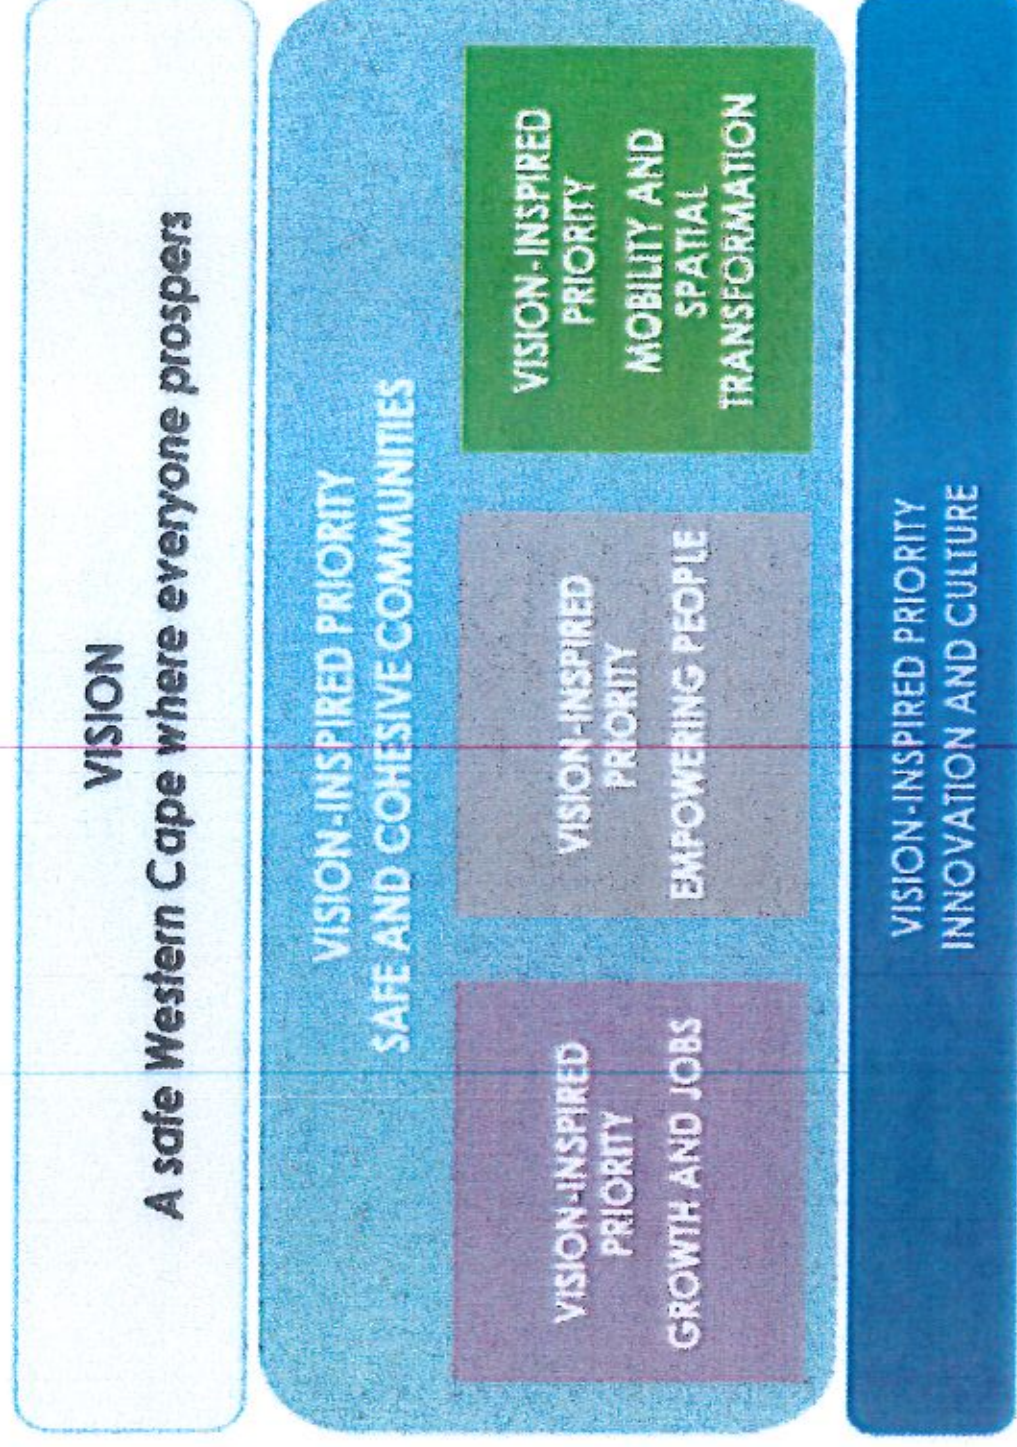 VISION
A safe Western Cape where everyone prospers
VISION-INSPIRED PRIORITY
SAFE AND COHESIVE COMMUNITIES
VISION-INSPIRED
PRIORITY
GROWTH AND JOBS
VISION-INSPIRED
PRIORITY
EMPOWERING PEOPLE
VISION-INSPIRED
PRIORITY
MOBILITY AND
SPATIAL
TRANSFORMATION
VISION-INSPIRED PRIORITY
INNOVATION AND CULTURE